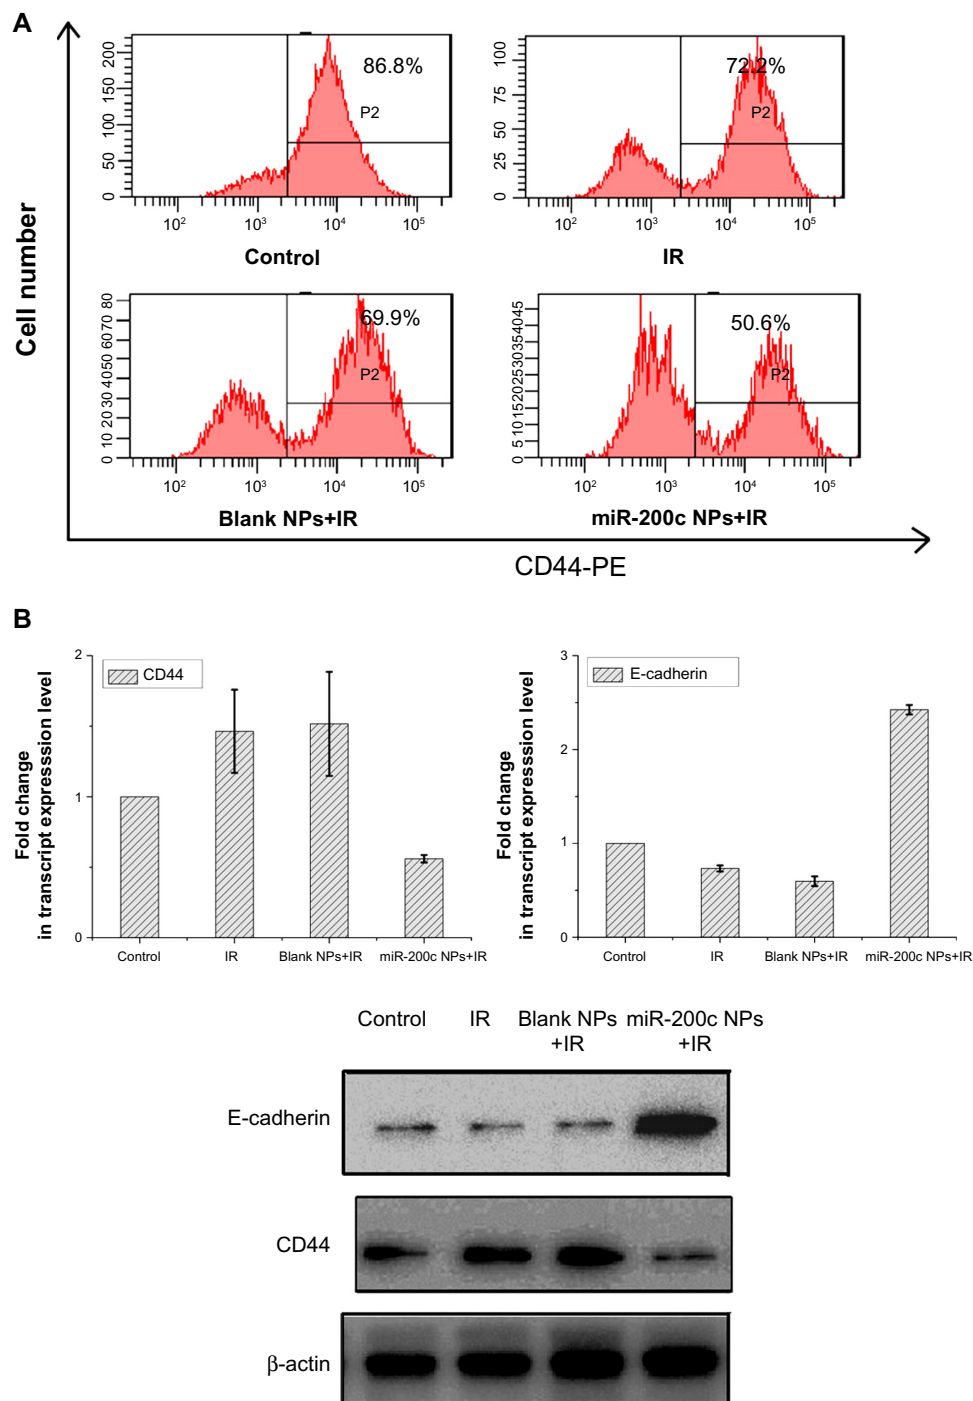 A
Cell number
200
150
100
50
0
86.8%
P2
10² 10³ 10⁴ 10⁵
Control
100
75
50
25
0
72.2%
P2
10² 10³ 10⁴ 10⁵
IR
80
70
60
50
40
30
20
10
0
69.9%
P2
10² 10³ 10⁴ 10⁵
Blank NPs+IR
45
40
35
30
25
20
15
10
5
0
50.6%
P2
10² 10³ 10⁴ 10⁵
miR-200c NPs+IR
CD44-PE
B
Fold change
in transcript expresssion level
2
1
0
CD44
Control IR Blank NPs+IR miR-200c NPs+IR
Fold change
in transcript expresssion level
3
2
1
0
E-cadherin
Control IR Blank NPs+IR miR-200c NPs+IR
Control IR Blank NPs miR-200c NPs
+IR +IR
E-cadherin
CD44
β-actin